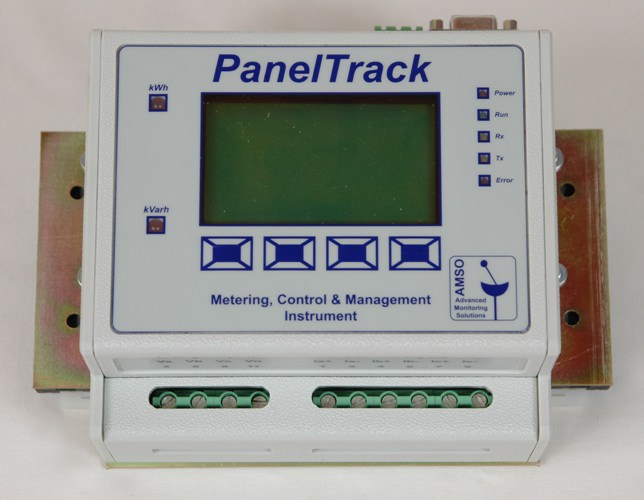 PanelTrack
kWh
Power
Run
Rx
Tx
kVarh
Error
Metering, Control & Management
Instrument
AMSO
Advanced
Monitoring
Solutions